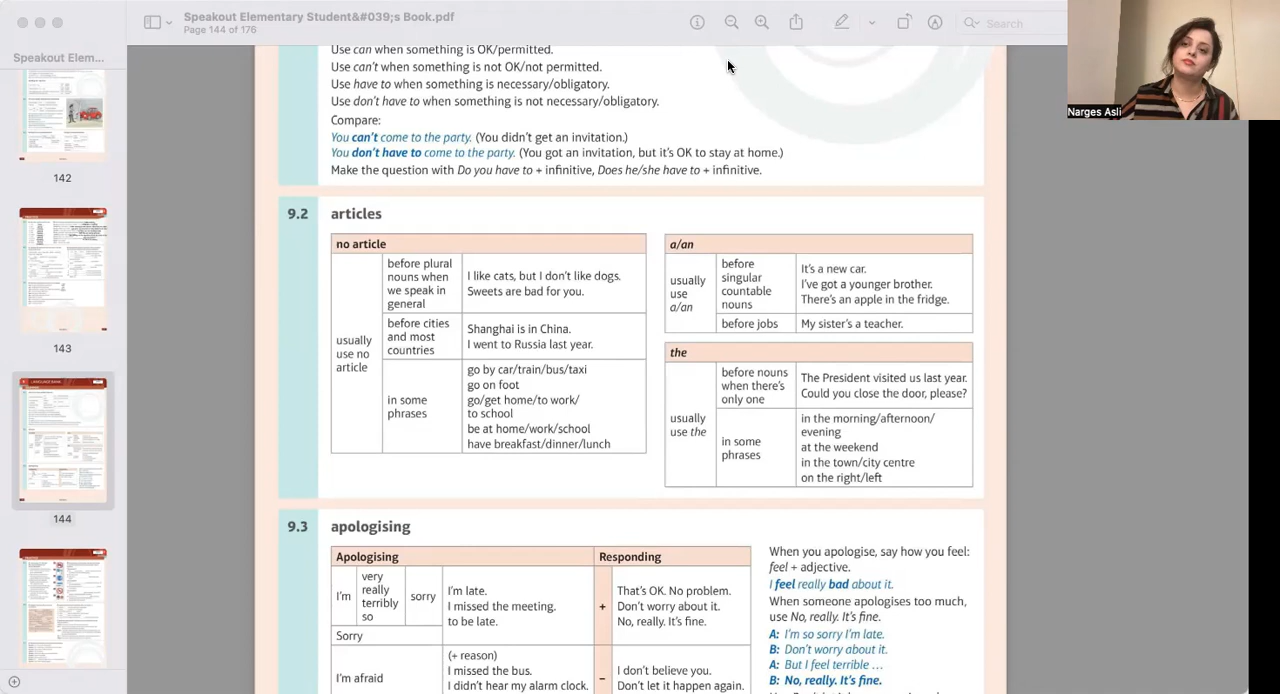 Speakout Elementary Student&#039;s Book.pdf
Page 144 of 176
Search
Speakout Elem...
142
143
144
Narges Asli
Use can when something is OK/permitted.
Use can't when something is not OK/not permitted.
Use have to when something is necessary/obligatory.
Use don't have to when something is not necessary/obligatory.
Compare:
You can't come to the party. (You didn't get an invitation.)
You don't have to come to the party. (You got an invitation, but it's OK to stay at home.)
Make the question with Do you have to + infinitive, Does he/she have to + infinitive.
9.2 articles
no article
usually use no article
before plural nouns when we speak in general
I like cats, but I don't like dogs.
are bad for you.
before cities and most countries
Shanghai is in China.
I went to Russia last year.
in some phrases
go by car/train/bus/taxi
go on foot
go/get home/to work/
to school
be at home/work/school
have breakfast/dinner/lunch
a/an
usually use a/an
before singular countable nouns
It's a new car.
I've got a younger brother.
There's an apple in the fridge.
before jobs
My sister's a teacher.
the
usually use the
before nouns when there's only one
The President visited us last year.
Could you close the door, please?
in some phrases
in the morning/afternoon/
evening
at the weekend
in the town/city centre
on the right/left
9.3 apologising
Apologising
Responding
I'm
very
really
terribly
so
sorry
Sorry
I'm late.
I missed the meeting.
to be late.
+
That's OK. No problem.
Don't worry about it.
No, really. It's fine.
I'm afraid
(+ reason)
I missed the bus.
I didn't hear my alarm clock.
–
I don't believe you.
Don't let it happen again.
When you apologise, say how you feel:
feel + adjective.
I feel really bad about it.
When someone apologises too much,
use No, really. It's fine.
A: I'm so sorry I'm late.
B: Don't worry about it.
A: But I feel terrible ...
B: No, really. It's fine.